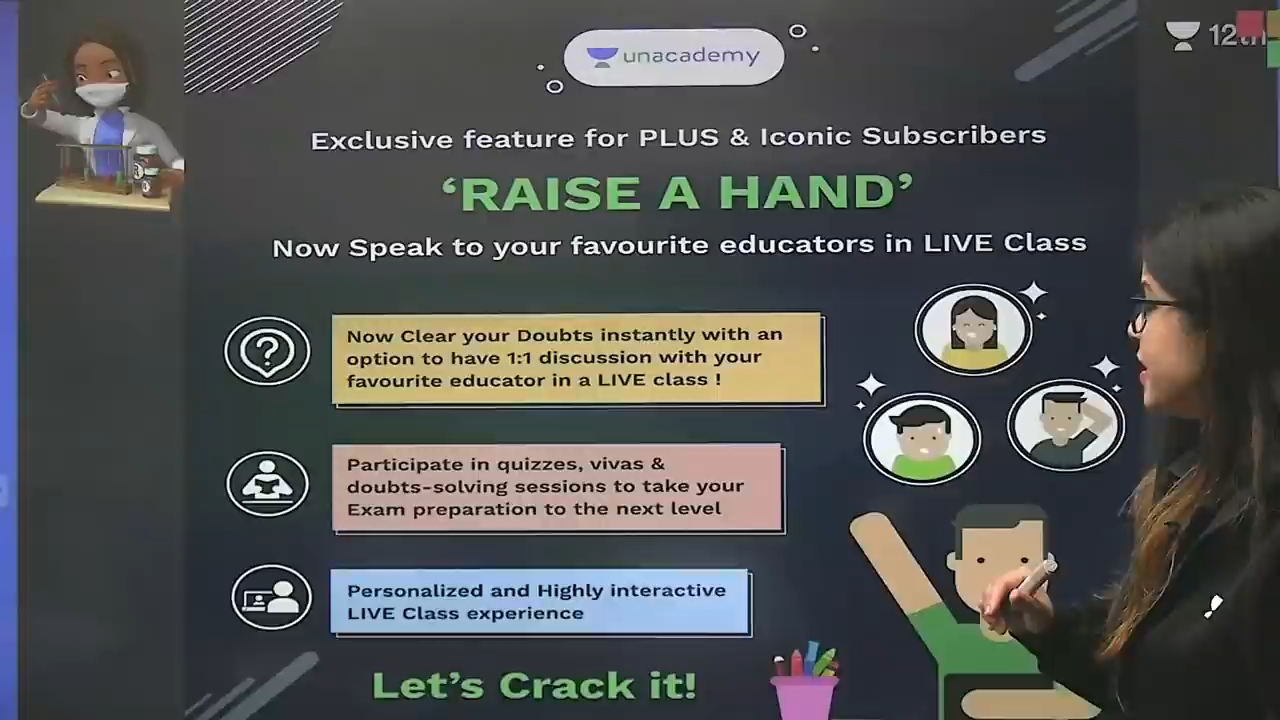 unacademy
Exclusive feature for PLUS & Iconic Subscribers
‘RAISE A HAND’
Now Speak to your favourite educators in LIVE Class
Now Clear your Doubts instantly with an
option to have 1:1 discussion with your
favourite educator in a LIVE class !
Participate in quizzes, vivas &
doubts-solving sessions to take your
Exam preparation to the next level
Personalized and Highly interactive
LIVE Class experience
Let’s Crack it!